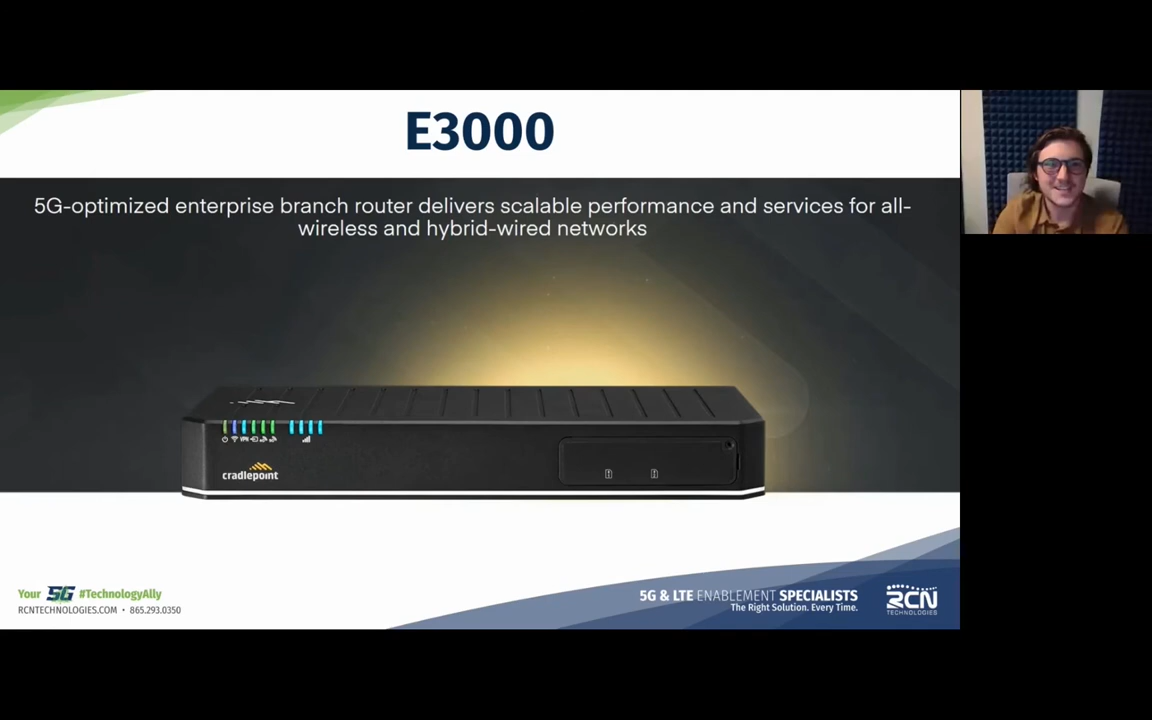 E3000
5G-optimized enterprise branch router delivers scalable performance and services for all-
wireless and hybrid-wired networks
VPN
cradlepoint
Your 5G #TechnologyAlly
RCNTECHNOLOGIES.COM • 865.293.0350
5G & LTE ENABLEMENT SPECIALISTS
The Right Solution. Every Time.
RCN
TECHNOLOGIES